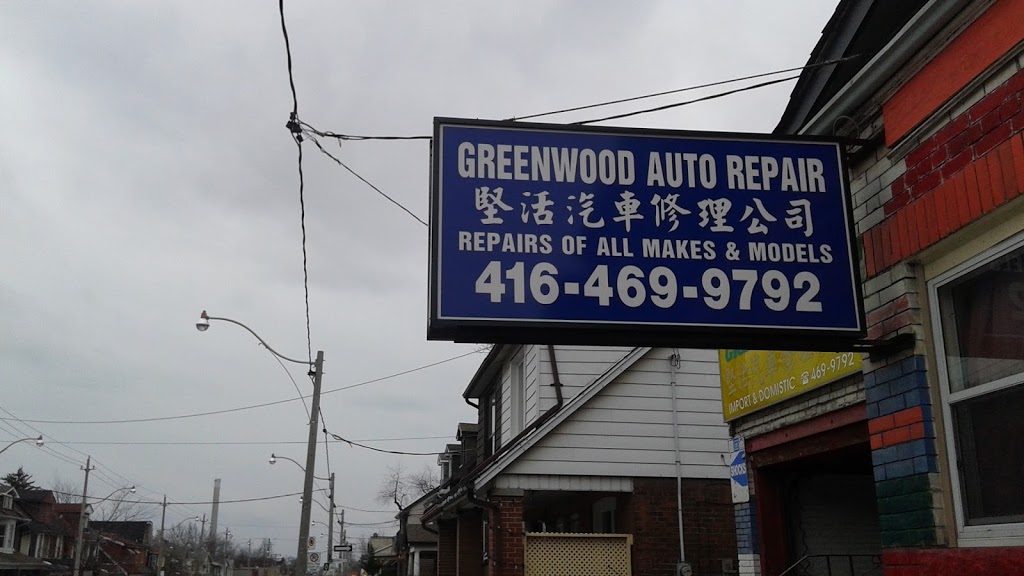 GREENWOOD AUTO REPAIR
堅活汽車修理公司
REPAIRS OF ALL MAKES & MODELS
416-469-9792
IMPORT & DOMISTIC ☎469-9792